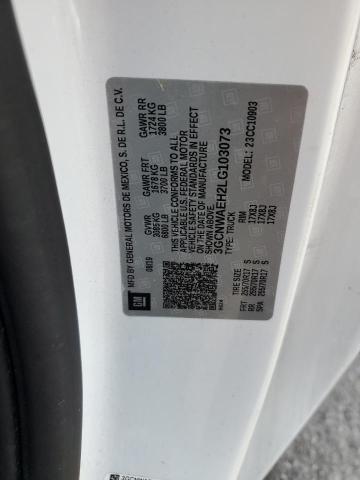 MFD BY GENERAL MOTORS DE MEXICO, S. DE R.L. DE C.V.
08/19 GVWR GAWR FRT GAWR RR
3085 KG 1678 KG 1724 KG
6800 LB 3700 LB 3800 LB
THIS VEHICLE CONFORMS TO ALL
APPLICABLE U.S. FEDERAL MOTOR
VEHICLE SAFETY STANDARDS IN EFFECT
ON THE DATE OF MANUFACTURE
SHOWN ABOVE.
3GCNWAEH2LG103073
TYPE: TRUCK 23CC10903
TIRE SIZE RIM
FRT 255/70R17 S 17X8J
RR 255/70R17 S 17X8J
SPA 255/70R17 S 17X8J
GM